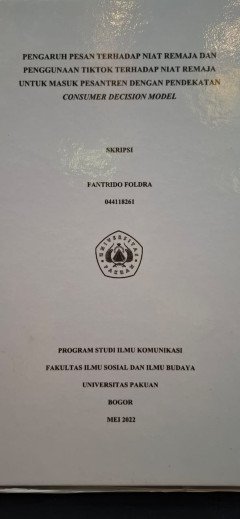 PENGARUH PESAN TERHADAP NIAT REMAJA DAN
PENGGUNAAN TIKTOK TERHADAP NIAT REMAJA
UNTUK MASUK PESANTREN DENGAN PENDEKATAN
CONSUMER DECISION MODEL
SKRIPSI
FANTRIDO FOLDRA
044118261
UNIVERSITAS
PAKUAN
PROGRAM STUDI ILMU KOMUNIKASI
FAKULTAS ILMU SOSIAL DAN ILMU BUDAYA
UNIVERSITAS PAKUAN
BOGOR
MEI 2022